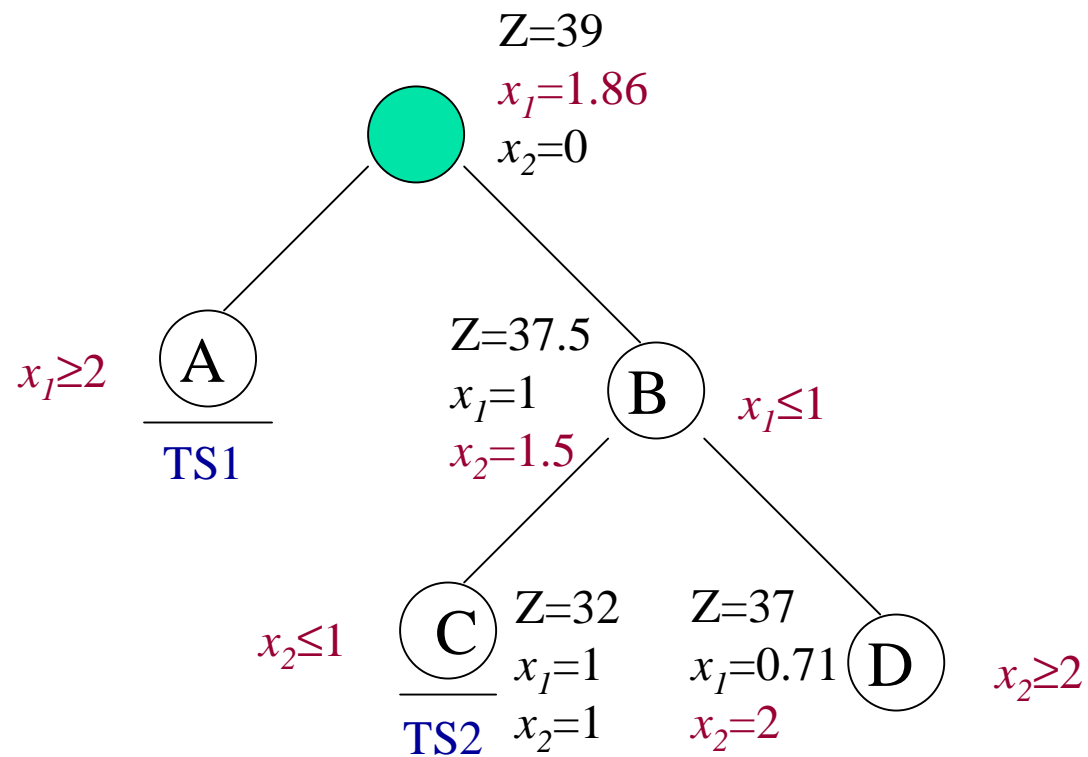 Z=39
x₁=1.86
x₂=0
x₁≥2
A
TS1
Z=37.5
x₁=1
x₂=1.5
B
x₁≤1
x₂≤1
C
TS2
Z=32
x₁=1
x₂=1
Z=37
x₁=0.71
x₂=2
D
x₂≥2